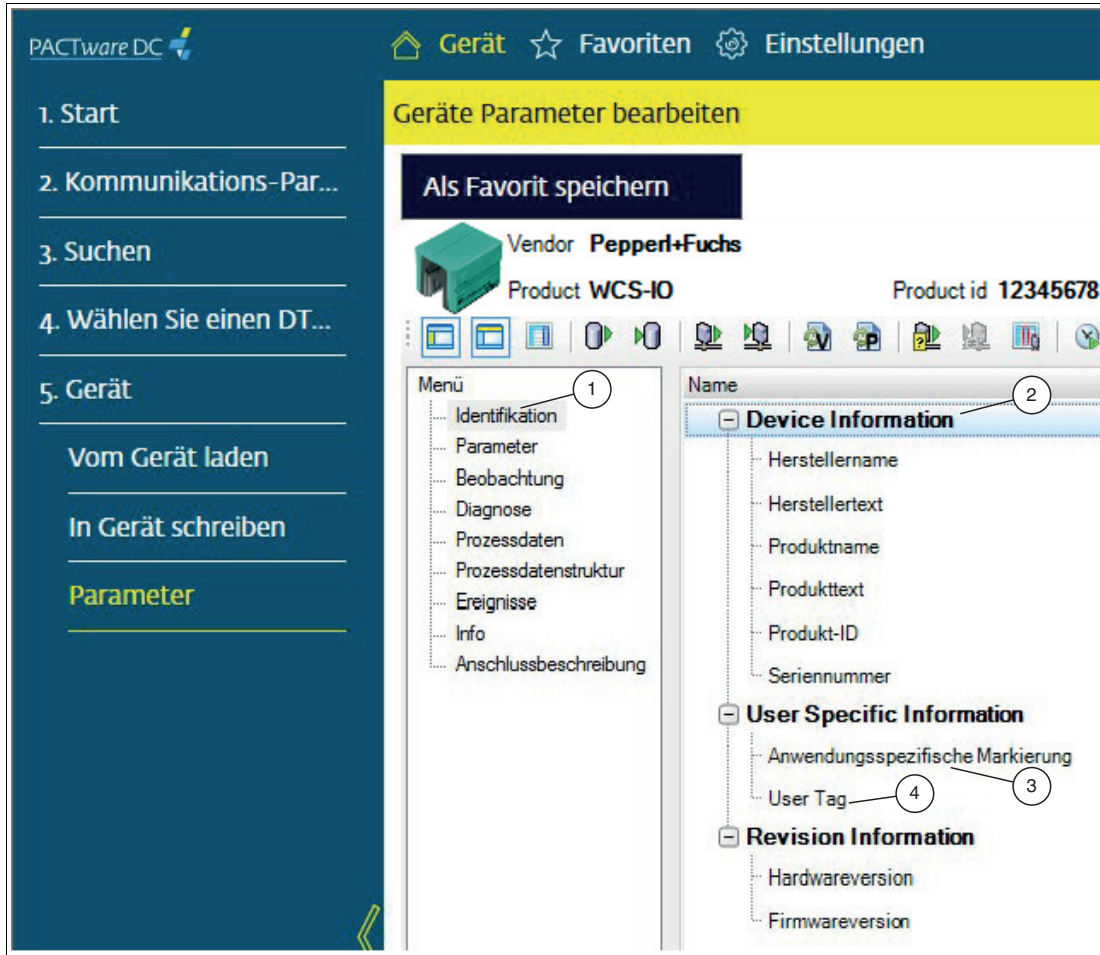 PACTware DC
Gerät Favoriten Einstellungen
1. Start
2. Kommunikations-Par...
3. Suchen
4. Wählen Sie einen DT...
5. Gerät
Vom Gerät laden
In Gerät schreiben
Parameter
Geräte Parameter bearbeiten
Als Favorit speichern
Vendor Pepperl+Fuchs
Product WCS-IO
Product id 12345678
V
P
?
Menü
1
Identifikation
Parameter
Beobachtung
Diagnose
Prozessdaten
Prozessdatenstruktur
Ereignisse
Info
Anschlussbeschreibung
Name
2
Device Information
Herstellername
Herstellertext
Produktname
Produkttext
Produkt-ID
Seriennummer
User Specific Information
Anwendungsspezifische Markierung
3
User Tag
4
Revision Information
Hardwareversion
Firmwareversion